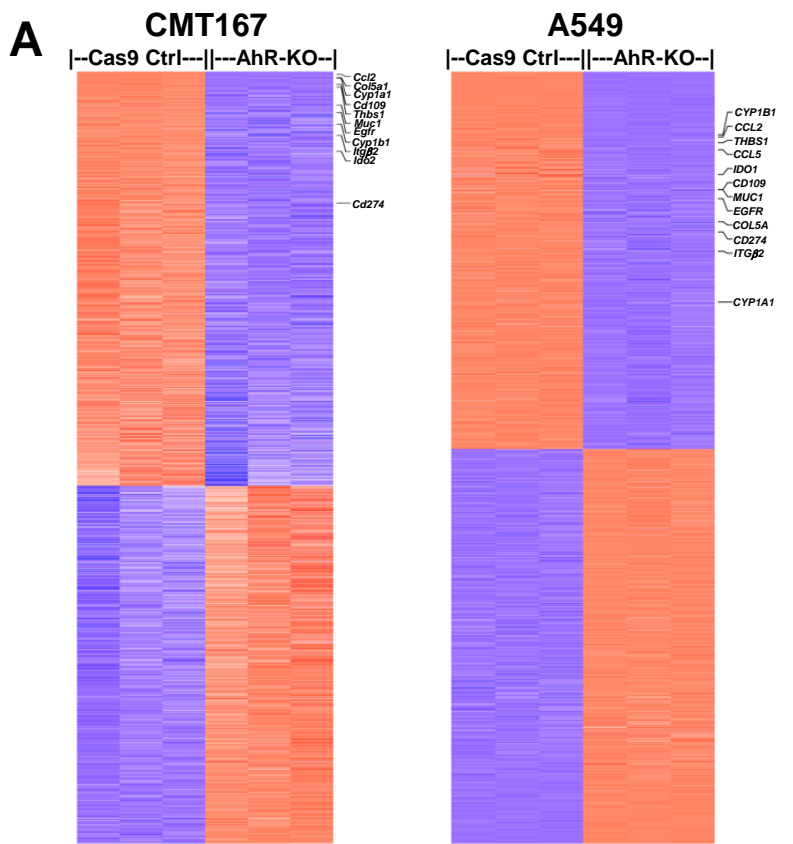 A
CMT167
|--Cas9 Ctrl---||---AhR-KO--|
Ccl2
Col5a1
Cyp1a1
Cd109
Thbs1
Muc1
Egfr
Cyp1b1
Itgβ2
Ido2
Cd274
A549
|--Cas9 Ctrl---||---AhR-KO--|
CYP1B1
CCL2
THBS1
CCL5
IDO1
CD109
MUC1
EGFR
COL5A
CD274
ITGβ2
CYP1A1